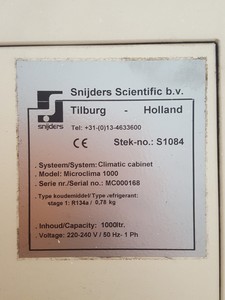 Snijders Scientific b.v.
Tilburg - Holland
Tel: +31-(0)13-4633600
snijders
CE Stek-no.: S1084
. Systeem/System: Climatic cabinet
. Model: Microclima 1000
. Serie nr./Serial no.: MC000168
. Type koudemiddel/Type refrigerant:
stage 1: R134a / 0,78 kg
. Inhoud/Capacity: 1000ltr.
. Voltage: 220-240 V / 50 Hz- 1 Ph